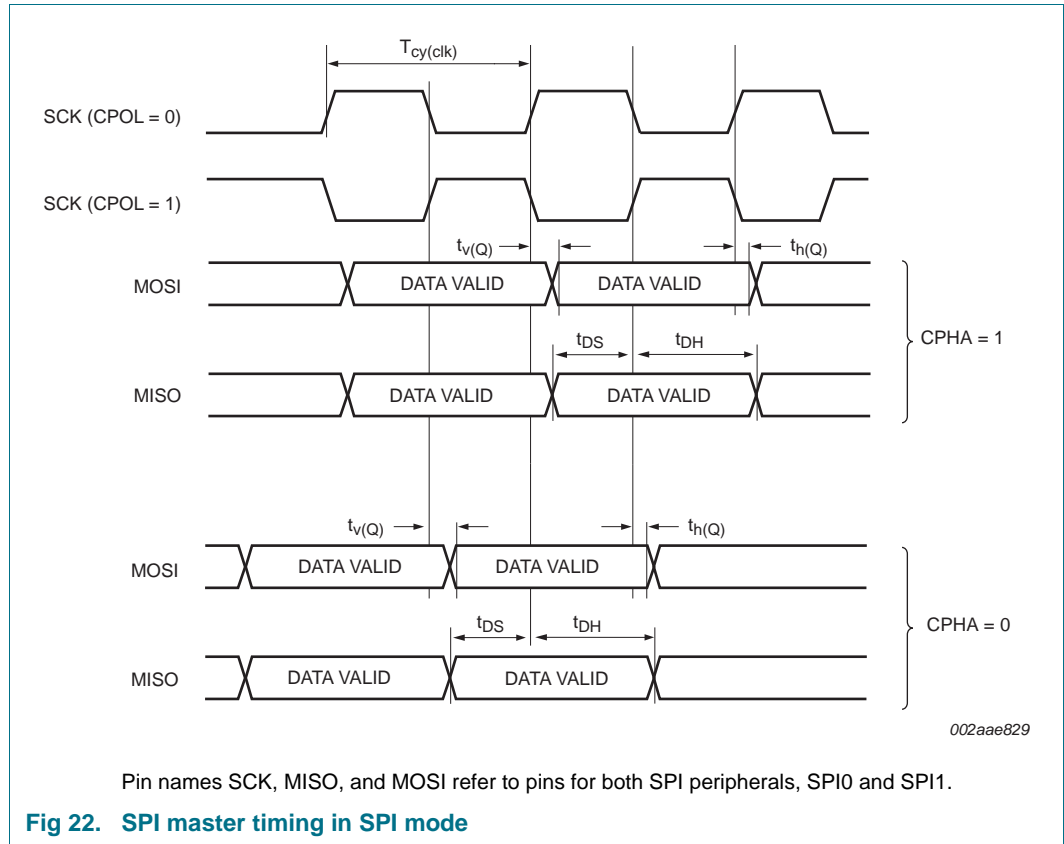 Tcy(clk)
SCK (CPOL = 0)
SCK (CPOL = 1)
tv(Q)
th(Q)
MOSI
DATA VALID
DATA VALID
tDS
tDH
CPHA = 1
MISO
DATA VALID
DATA VALID
tv(Q)
th(Q)
MOSI
DATA VALID
DATA VALID
tDS
tDH
CPHA = 0
MISO
DATA VALID
DATA VALID
002aae829
Pin names SCK, MISO, and MOSI refer to pins for both SPI peripherals, SPI0 and SPI1.
Fig 22. SPI master timing in SPI mode